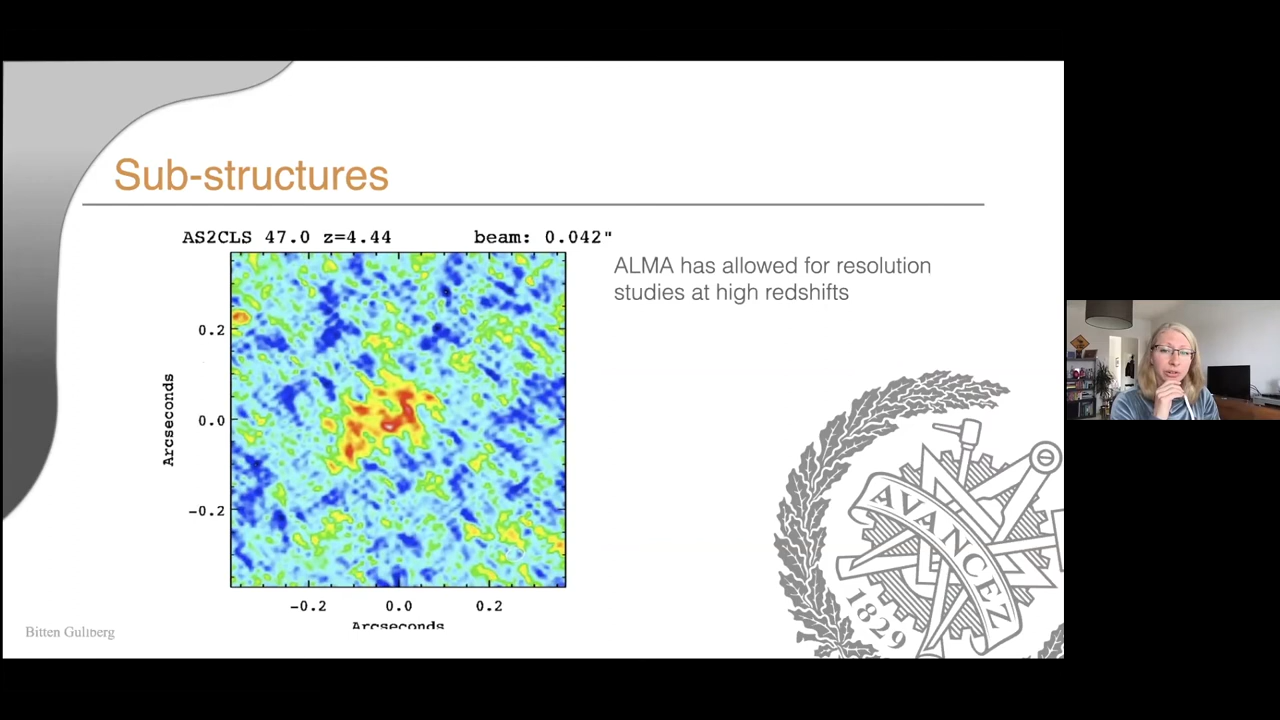 Sub-structures
AS2CLS 47.0 z=4.44 beam: 0.042"
ALMA has allowed for resolution
studies at high redshifts
0.2
0.0
-0.2
Arcseconds
-0.2 0.0 0.2
Arcseconds
AVANCEZ
1829
Bitten Gullberg